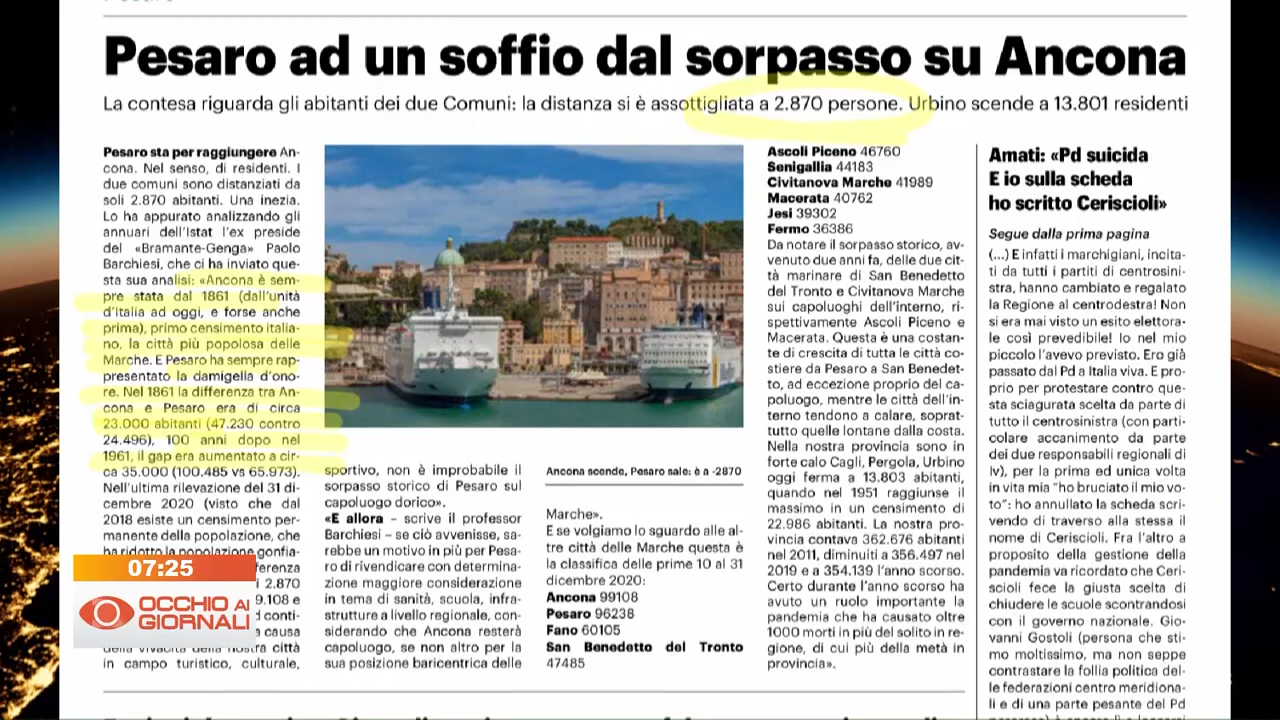 Pesaro ad un soffio dal sorpasso su Ancona
La contesa riguarda gli abitanti dei due Comuni: la distanza si è assottigliata a 2.870 persone. Urbino scende a 13.801 residenti
Pesaro sta per raggiungere An-
cona. Nel senso, di residenti. I
due comuni sono distanziati da
soli 2.870 abitanti. Una inezia.
Lo ha appurato analizzando gli
annuari dell'Istat l'ex preside
del «Bramante-Genga» Paolo
Barchiesi, che ci ha inviato que-
sta sua analisi: «Ancona è sem-
pre stata dal 1861 (dall'unità
d'Italia ad oggi, e forse anche
prima), primo censimento italia-
no, la città più popolosa delle
Marche. E Pesaro ha sempre rap-
presentato la damigella d'ono-
re. Nel 1861 la differenza tra An-
cona e Pesaro era di circa
23.000 abitanti (47.230 contro
24.496), 100 anni dopo nel
1961, il gap era aumentato a cir-
ca 35.000 (100.485 vs 65.973).
Nell'ultima rilevazione del 31 di-
cembre 2020 (visto che dal
2018 esiste un censimento per-
manente della popolazione, che
ha ridotto la popolazione gonfia-
2.870
9.108 e
conti-
a causa
della vivacità della nostra città
in campo turistico, culturale,
sportivo, non è improbabile il
sorpasso storico di Pesaro sul
capoluogo dorico».
«E allora – scrive il professor
Barchiesi – se ciò avvenisse, sa-
rebbe un motivo in più per Pesa-
ro di rivendicare con determina-
zione maggiore considerazione
in tema di sanità, scuola, infra-
strutture a livello regionale, con-
siderando che Ancona resterà
capoluogo, se non altro per la
sua posizione baricentrica delle
Ancona scende, Pesaro sale: è a -2870
Marche».
E se volgiamo lo sguardo alle al-
tre città delle Marche questa è
la classifica delle prime 10 al 31
dicembre 2020:
Ancona 99108
Pesaro 96238
Fano 60105
San Benedetto del Tronto
47485
Ascoli Piceno 46760
Senigallia 44183
Civitanova Marche 41989
Macerata 40762
Jesi 39302
Fermo 36386
Da notare il sorpasso storico, av-
venuto due anni fa, delle due cit-
tà marinare di San Benedetto
del Tronto e Civitanova Marche
sui capoluoghi dell'interno, ri-
spettivamente Ascoli Piceno e
Macerata. Questa è una costan-
te di crescita di tutte le città co-
stiere da Pesaro a San Benedet-
to, ad eccezione proprio del ca-
poluogo, mentre le città dell'in-
terno tendono a calare, soprat-
tutto quelle lontane dalla costa.
Nella nostra provincia sono in
forte calo Cagli, Pergola, Urbino
oggi ferma a 13.803 abitanti,
quando nel 1951 raggiunse il
massimo in un censimento di
22.986 abitanti. La nostra pro-
vincia contava 362.676 abitanti
nel 2011, diminuiti a 356.497 nel
2019 e a 354.139 l'anno scorso.
Certo durante l'anno scorso ha
avuto un ruolo importante la
pandemia che ha causato oltre
1000 morti in più del solito in re-
gione, di cui più della metà in
provincia».
Amati: «Pd suicida
E io sulla scheda
ho scritto Ceriscioli»
Segue dalla prima pagina
(...) E infatti i marchigiani, incita-
ti da tutti i partiti di centrosini-
stra, hanno cambiato e regalato
la Regione al centrodestra! Non
si era mai visto un esito elettora-
le così prevedibile! Io nel mio
piccolo l'avevo previsto. Ero già
passato dal Pd a Italia viva. E pro-
prio per protestare contro que-
sta sciagurata scelta da parte di
tutto il centrosinistra (con parti-
colare accanimento da parte
dei due responsabili regionali di
Iv), per la prima ed unica volta
in vita mia "ho bruciato il mio vo-
to": ho annullato la scheda scri-
vendo di traverso alla stessa il
nome di Ceriscioli. Fra l'altro a
proposito della gestione della
pandemia va ricordato che Ceri-
scioli fece la giusta scelta di
chiudere le scuole scontrandosi
con il governo nazionale. Gio-
vanni Gostoli (persona che sti-
mo moltissimo, ma non seppe
contrastare la follia politica del-
le federazioni centro meridiona-
li e di una parte pesante del Pd
07:25
OCCHIO AI
GIORNALI